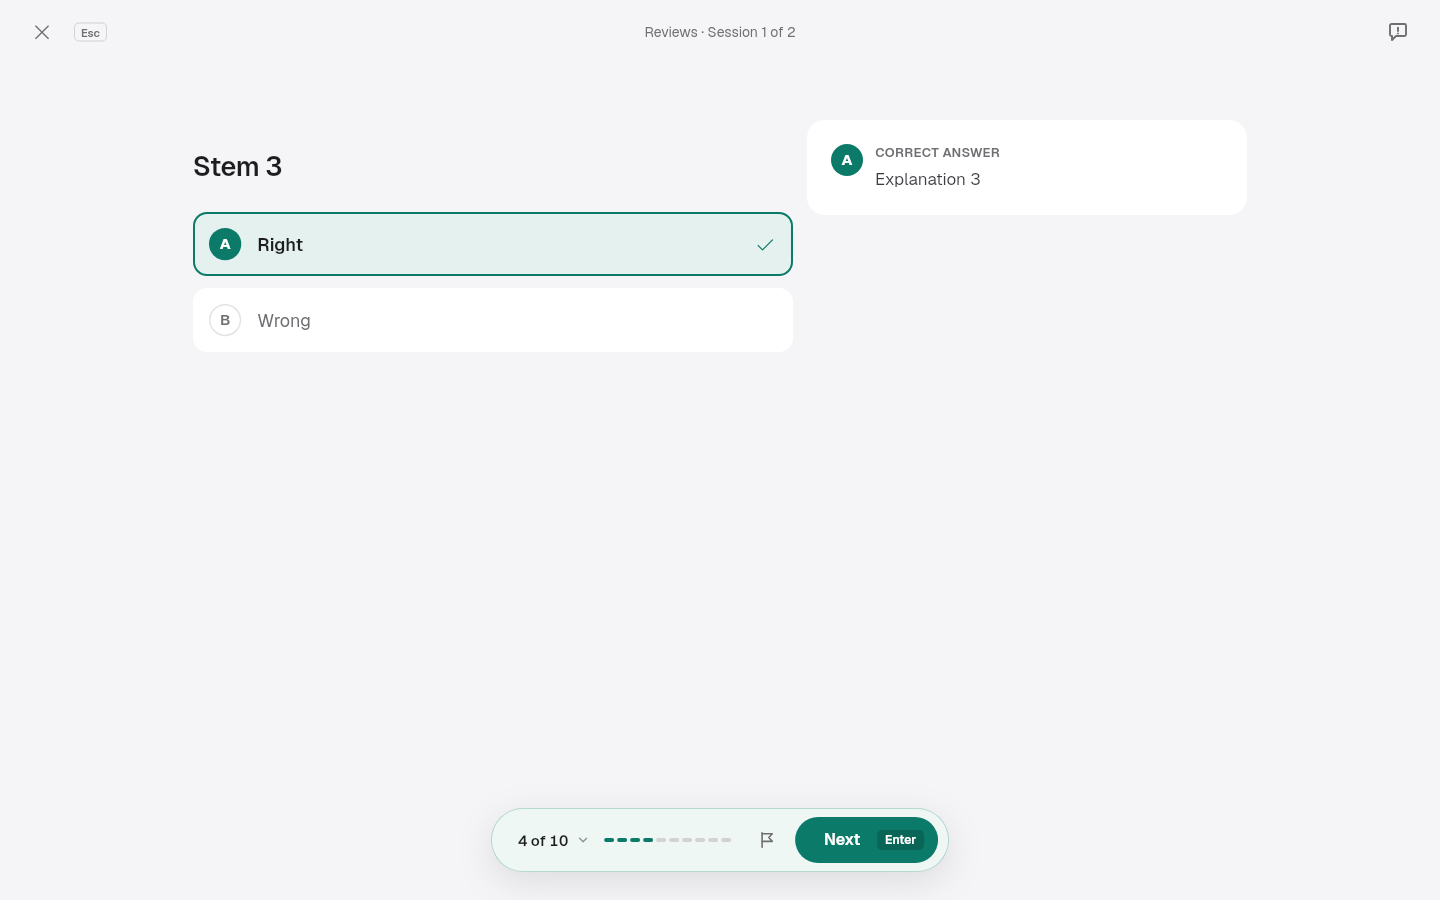 Esc
Reviews · Session 1 of 2
Stem 3
A Right
B Wrong
A CORRECT ANSWER
Explanation 3
4 of 10
Next Enter